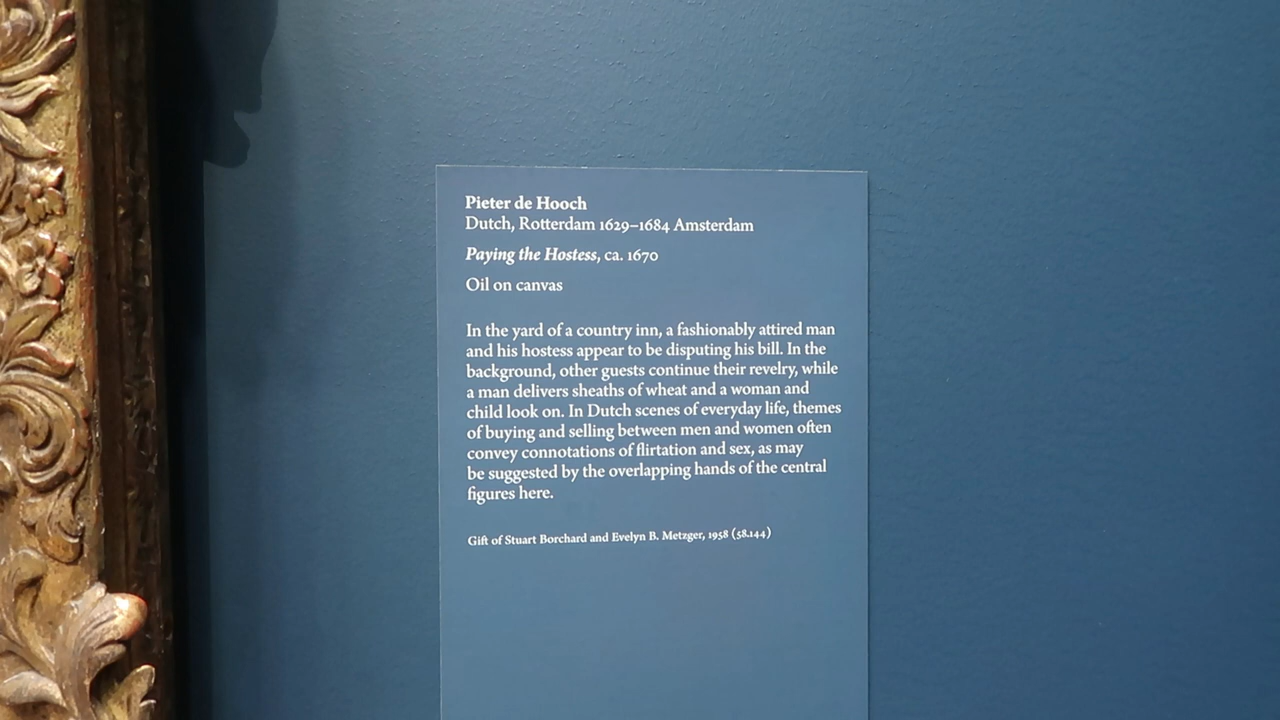 Pieter de Hooch
Dutch, Rotterdam 1629–1684 Amsterdam
Paying the Hostess, ca. 1670
Oil on canvas
In the yard of a country inn, a fashionably attired man
and his hostess appear to be disputing his bill. In the
background, other guests continue their revelry, while
a man delivers sheaths of wheat and a woman and
child look on. In Dutch scenes of everyday life, themes
of buying and selling between men and women often
convey connotations of flirtation and sex, as may
be suggested by the overlapping hands of the central
figures here.
Gift of Stuart Borchard and Evelyn B. Metzger, 1958 (58.144)